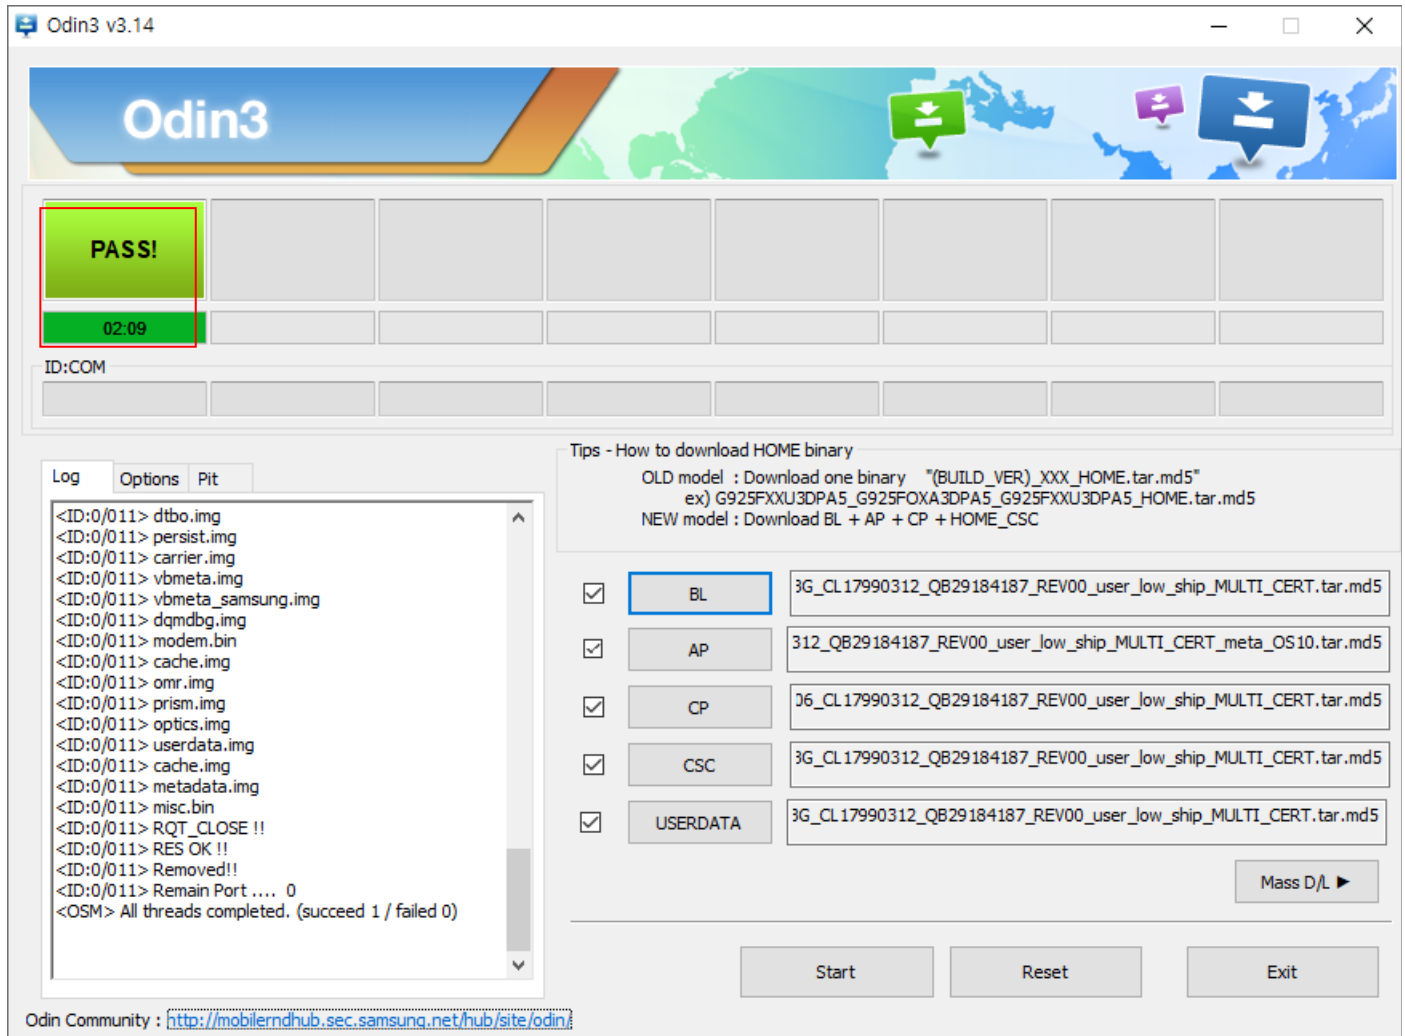 Odin3 v3.14
Odin3
PASS!
02:09
ID:COM
Log
Options
Pit
<ID:0/011> dtbo.img
<ID:0/011> persist.img
<ID:0/011> carrier.img
<ID:0/011> vbmeta.img
<ID:0/011> vbmeta_samsung.img
<ID:0/011> dqmdbg.img
<ID:0/011> modem.bin
<ID:0/011> cache.img
<ID:0/011> omr.img
<ID:0/011> prism.img
<ID:0/011> optics.img
<ID:0/011> userdata.img
<ID:0/011> cache.img
<ID:0/011> metadata.img
<ID:0/011> misc.bin
<ID:0/011> RQT_CLOSE !!
<ID:0/011> RES OK !!
<ID:0/011> Removed!!
<ID:0/011> Remain Port .... 0
<OSM> All threads completed. (succeed 1 / failed 0)
Tips - How to download HOME binary
OLD model : Download one binary "(BUILD_VER)_XXX_HOME.tar.md5"
ex) G925FXXU3DPA5_G925FOXA3DPA5_G925FXXU3DPA5_HOME.tar.md5
NEW model : Download BL + AP + CP + HOME_CSC
BL
3G_CL17990312_QB29184187_REV00_user_low_ship_MULTI_CERT.tar.md5
AP
312_QB29184187_REV00_user_low_ship_MULTI_CERT_meta_OS10.tar.md5
CP
06_CL17990312_QB29184187_REV00_user_low_ship_MULTI_CERT.tar.md5
CSC
3G_CL17990312_QB29184187_REV00_user_low_ship_MULTI_CERT.tar.md5
USERDATA
3G_CL17990312_QB29184187_REV00_user_low_ship_MULTI_CERT.tar.md5
Mass D/L ►
Start
Reset
Exit
Odin Community : http://mobilerndhub.sec.samsung.net/hub/site/odin/